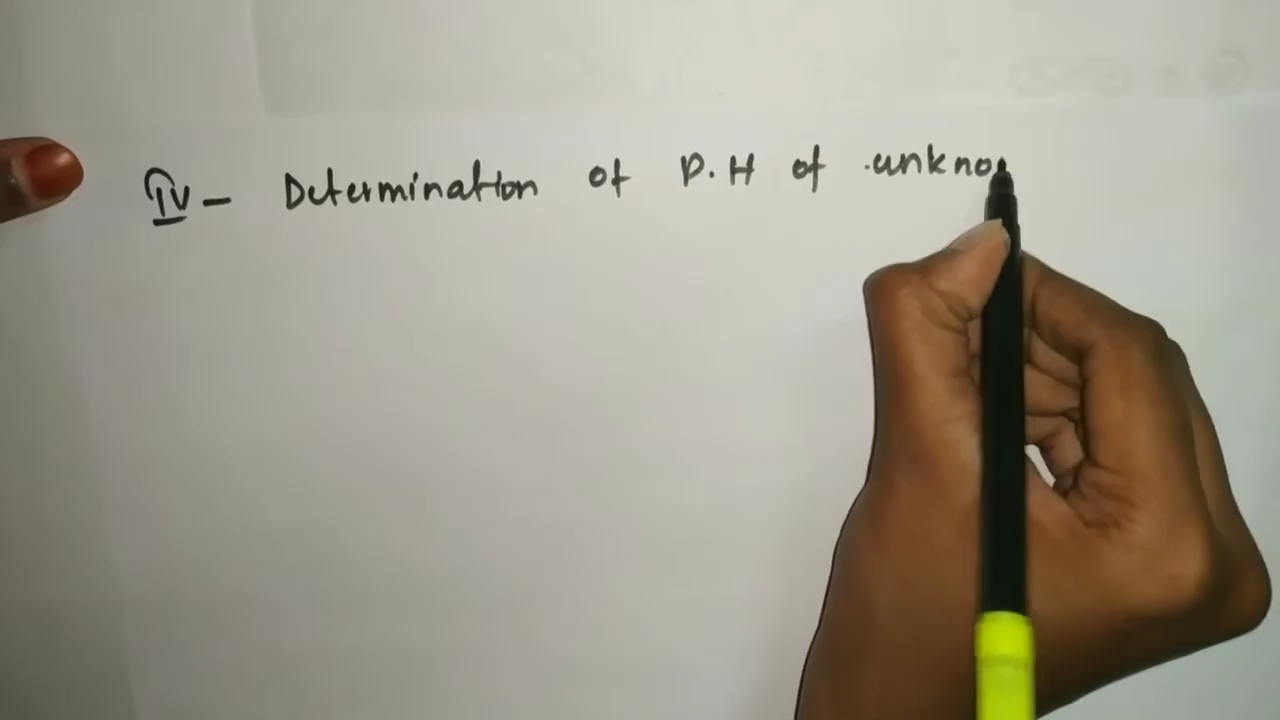 IV - Determination of P.H of unkno